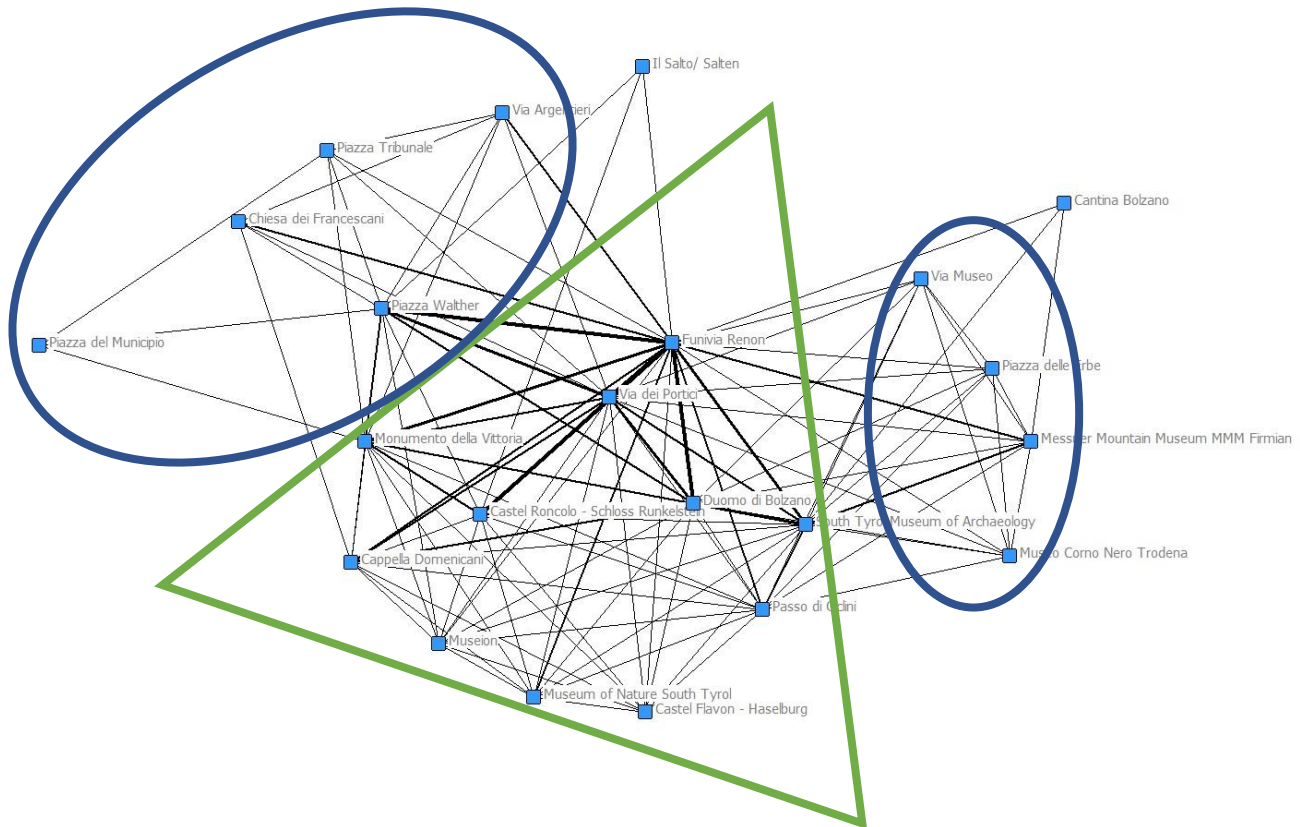 Il Salto/ Salten
Via Argentieri
Piazza Tribunale
Cantina Bolzano
Chiesa dei Francescani
Via Museo
Piazza Walther
Piazza del Municipio
Funivia Renon
Piazza delle Erbe
Via dei Portici
Monumento della Vittoria
Messner Mountain Museum MMM Firmian
Duomo di Bolzano
Castel Roncolo - Schloss Runkelstein
South Tyrol Museum of Archaeology
Museo Corno Nero Trodena
Cappella Domenicani
Passo di Oclini
Museion
Museum of Nature South Tyrol
Castel Flavon - Haselburg